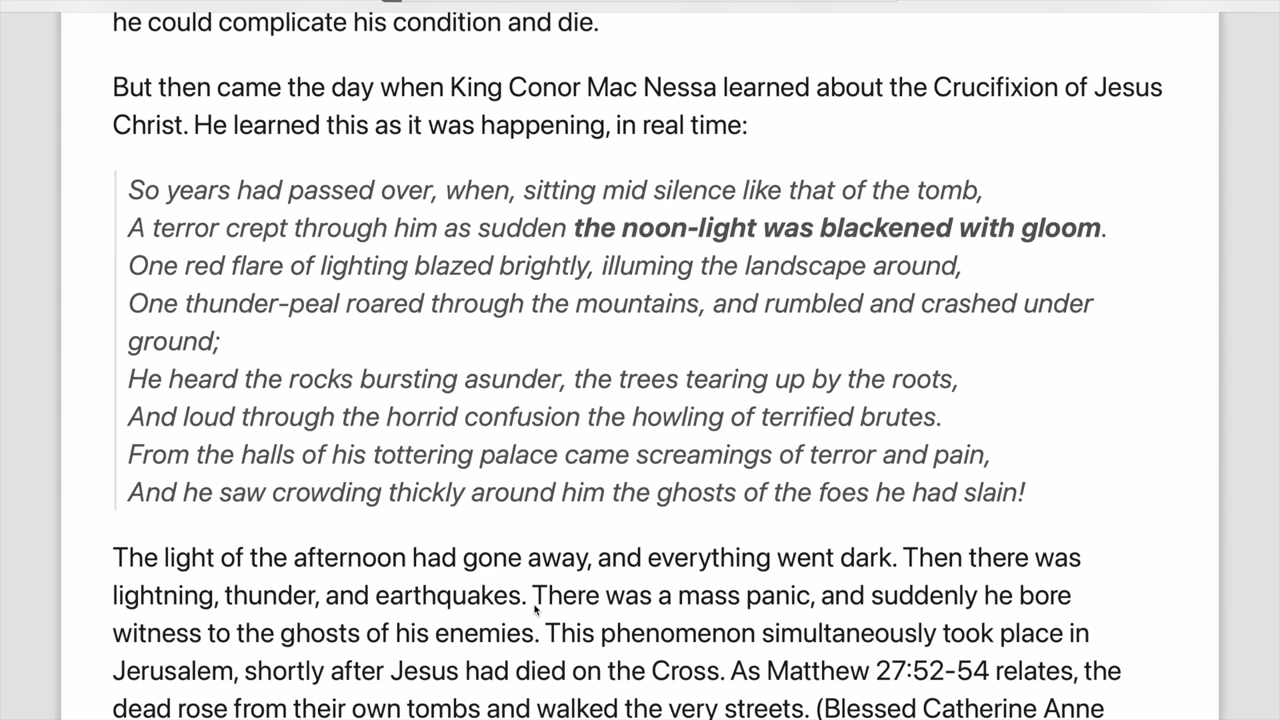 he could complicate his condition and die.
But then came the day when King Conor Mac Nessa learned about the Crucifixion of Jesus
Christ. He learned this as it was happening, in real time:
So years had passed over, when, sitting mid silence like that of the tomb,
A terror crept through him as sudden the noon-light was blackened with gloom.
One red flare of lighting blazed brightly, illuming the landscape around,
One thunder-peal roared through the mountains, and rumbled and crashed under
ground;
He heard the rocks bursting asunder, the trees tearing up by the roots,
And loud through the horrid confusion the howling of terrified brutes.
From the halls of his tottering palace came screamings of terror and pain,
And he saw crowding thickly around him the ghosts of the foes he had slain!
The light of the afternoon had gone away, and everything went dark. Then there was
lightning, thunder, and earthquakes. There was a mass panic, and suddenly he bore
witness to the ghosts of his enemies. This phenomenon simultaneously took place in
Jerusalem, shortly after Jesus had died on the Cross. As Matthew 27:52-54 relates, the
dead rose from their own tombs and walked the very streets. (Blessed Catherine Anne